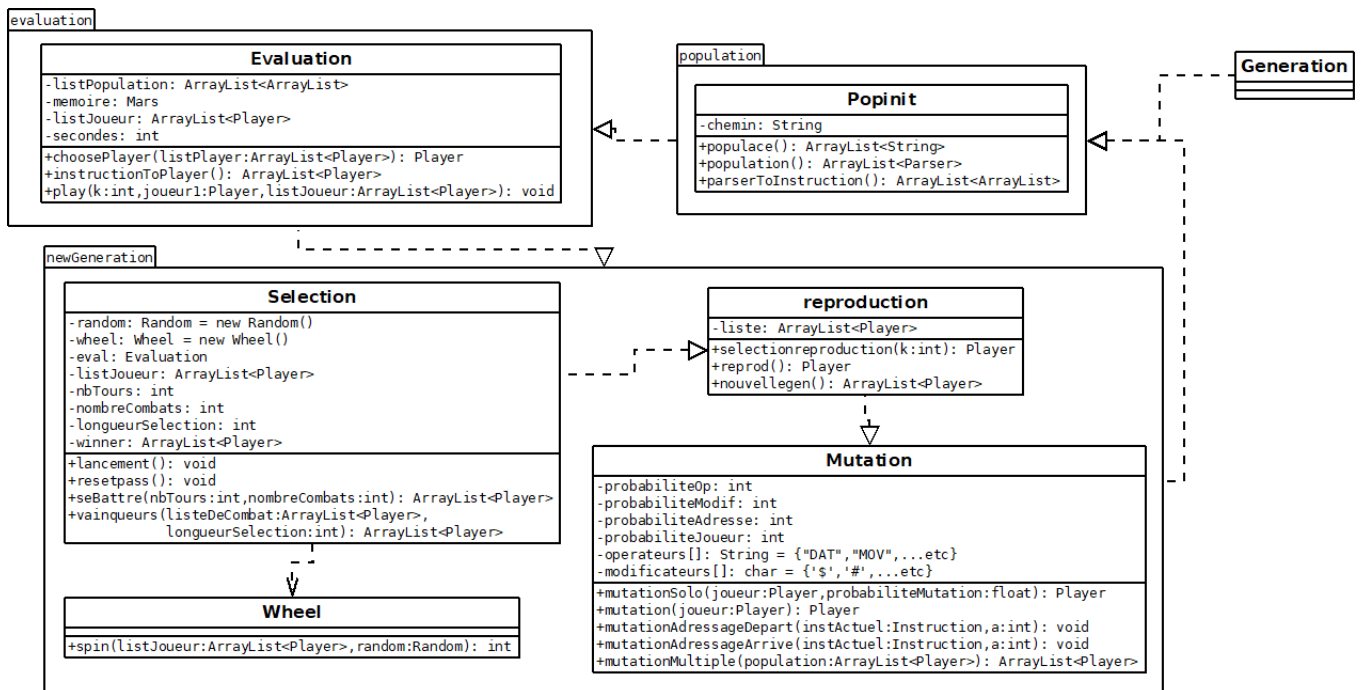 evaluation
Evaluation
-listPopulation: ArrayList<ArrayList>
-memoire: Mars
-listJoueur: ArrayList<Player>
-secondes: int
+choosePlayer(listPlayer:ArrayList<Player>): Player
+instructionToPlayer(): ArrayList<Player>
+play(k:int,joueur1:Player,listJoueur:ArrayList<Player>): void
population
Popinit
-chemin: String
+populace(): ArrayList<String>
+population(): ArrayList<Parser>
+parserToInstruction(): ArrayList<ArrayList>
Generation
newGeneration
Selection
-random: Random = new Random()
-wheel: Wheel = new Wheel()
-eval: Evaluation
-listJoueur: ArrayList<Player>
-nbTours: int
-nombreCombats: int
-longueurSelection: int
-winner: ArrayList<Player>
+lancement(): void
+resetpass(): void
+seBattre(nbTours:int,nombreCombats:int): ArrayList<Player>
+vainqueurs(listeDeCombat:ArrayList<Player>,
longueurSelection:int): ArrayList<Player>
reproduction
-liste: ArrayList<Player>
+selectionreproduction(k:int): Player
+reprod(): Player
+nouvellegen(): ArrayList<Player>
Mutation
-probabiliteOp: int
-probabiliteModif: int
-probabiliteAdresse: int
-probabiliteJoueur: int
-operateurs[]: String = {"DAT","MOV",...etc}
-modificateurs[]: char = {'$','#',...etc}
+mutationSolo(joueur:Player,probabiliteMutation:float): Player
+mutation(joueur:Player): Player
+mutationAdressageDepart(instActuel:Instruction,a:int): void
+mutationAdressageArrive(instActuel:Instruction,a:int): void
+mutationMultiple(population:ArrayList<Player>): ArrayList<Player>
Wheel
+spin(listJoueur:ArrayList<Player>,random:Random): int